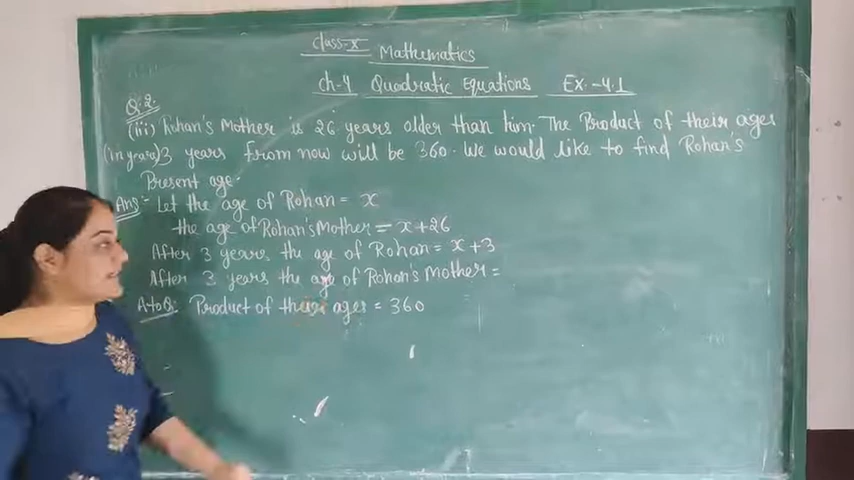 Class-X Mathematics
Ch-4 Quadratic Equations Ex.-4.1
Q.2.
(iii) Rohan's Mother is 26 years older than him. The Product of their ages
(in years) 3 years from now will be 360. We would like to find Rohan's
Present age.
Ans:- Let the age of Rohan = x
the age of Rohan's Mother = x+26
After 3 years, the age of Rohan = x+3
After 3 years the age of Rohan's Mother =
A to Q: Product of their ages = 360